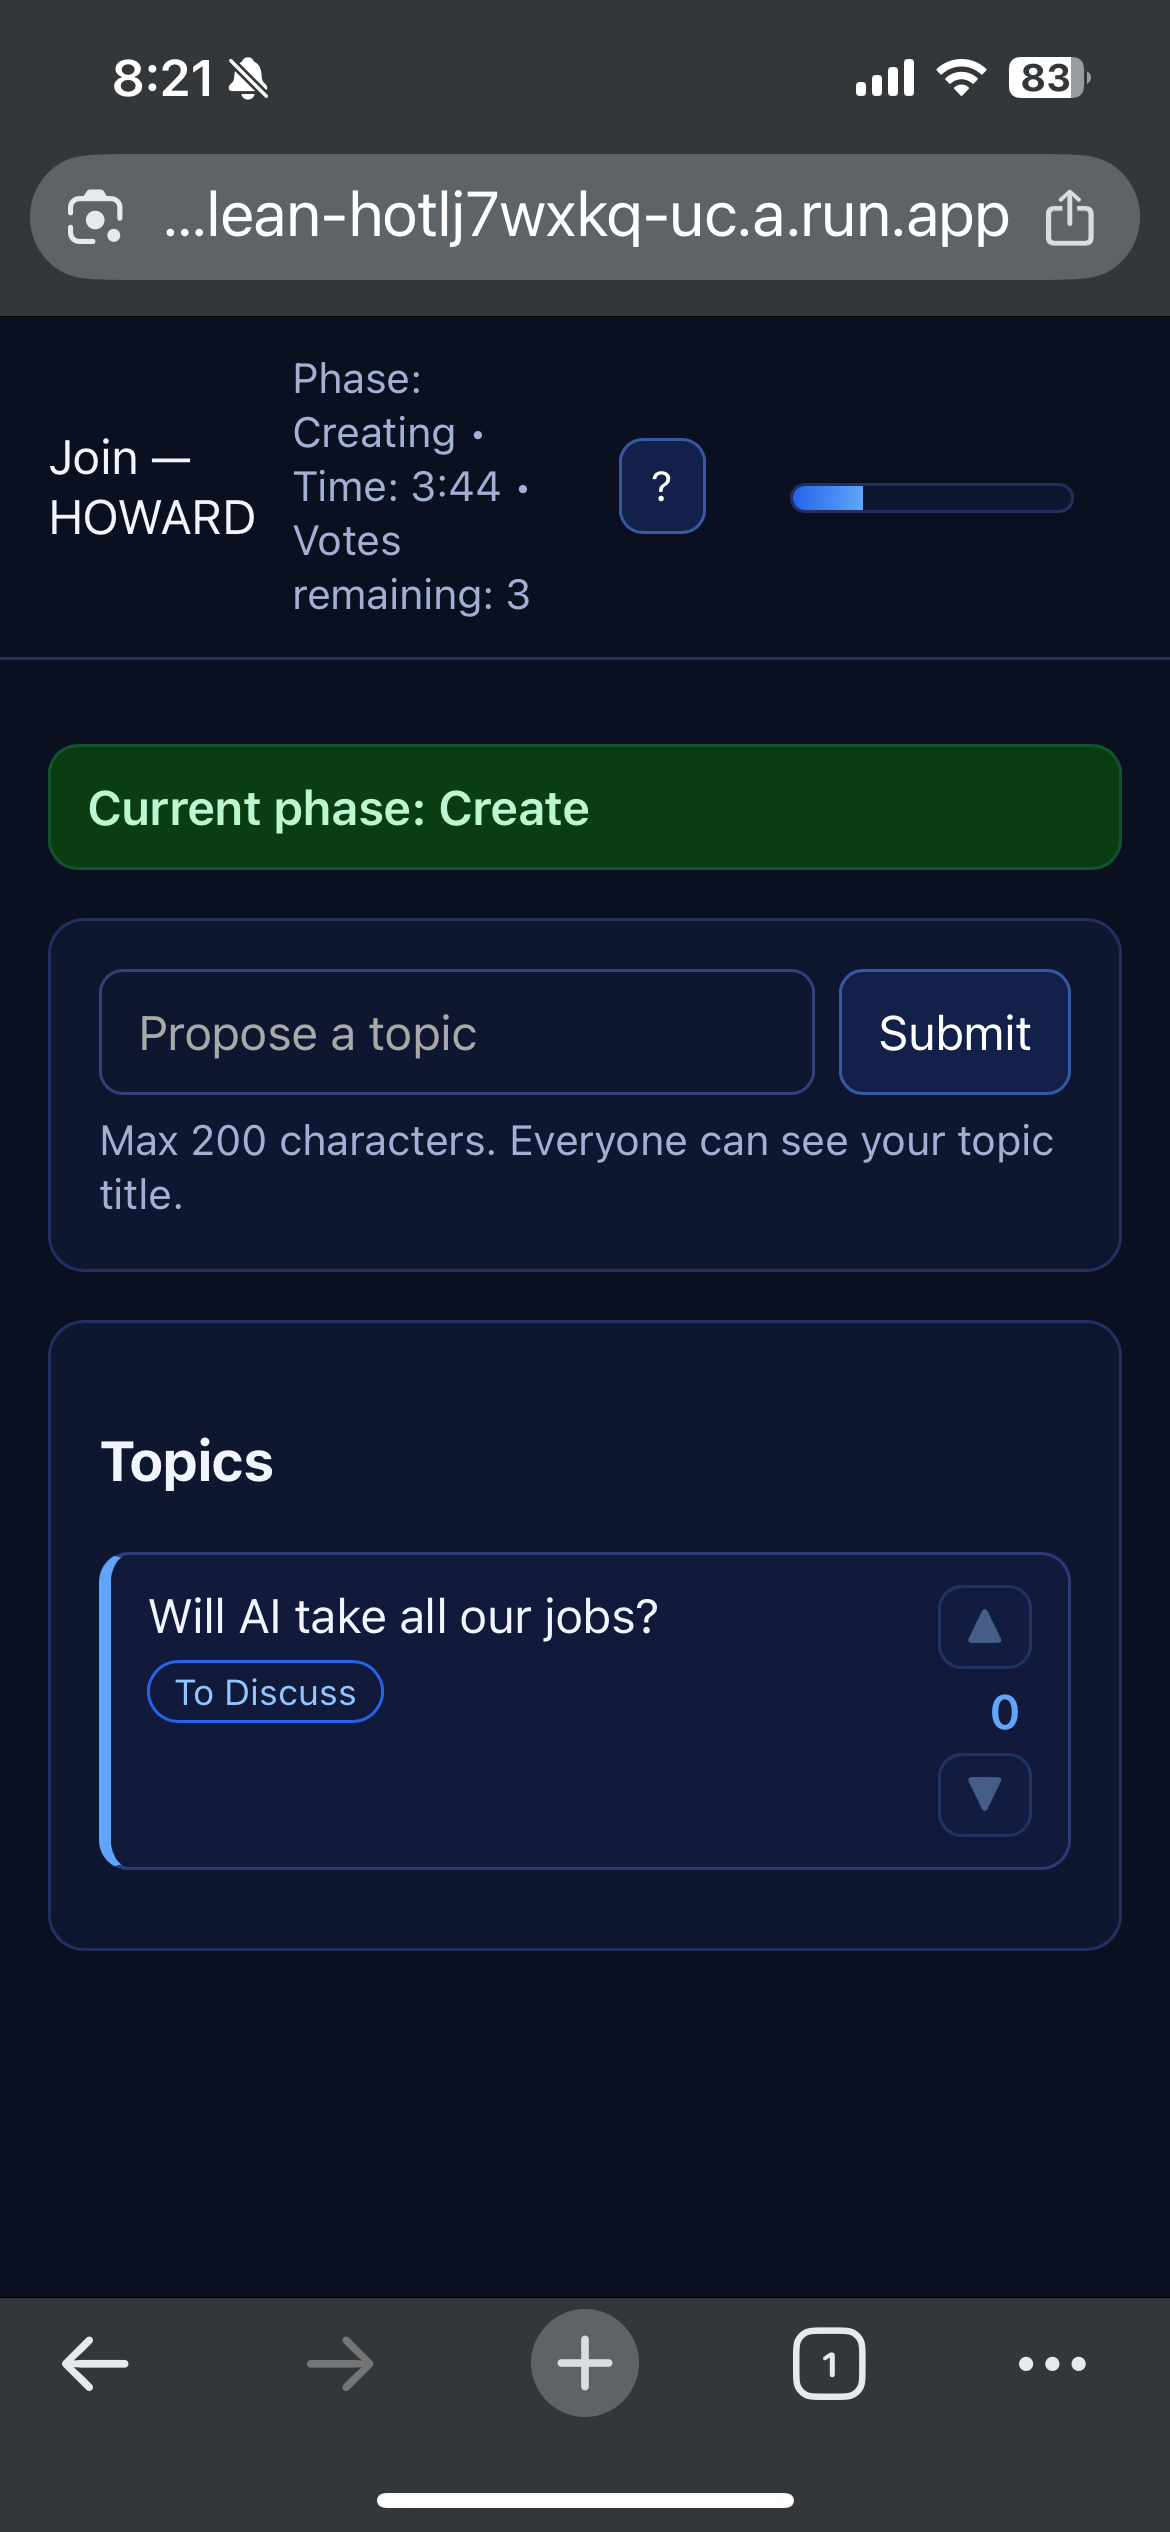 8:21
83
...lean-hotlj7wxkq-uc.a.run.app
Join —
HOWARD
Phase:
Creating •
Time: 3:44 •
Votes
remaining: 3
?
Current phase: Create
Propose a topic
Submit
Max 200 characters. Everyone can see your topic
title.
Topics
Will AI take all our jobs?
To Discuss
▲
0
▼
1